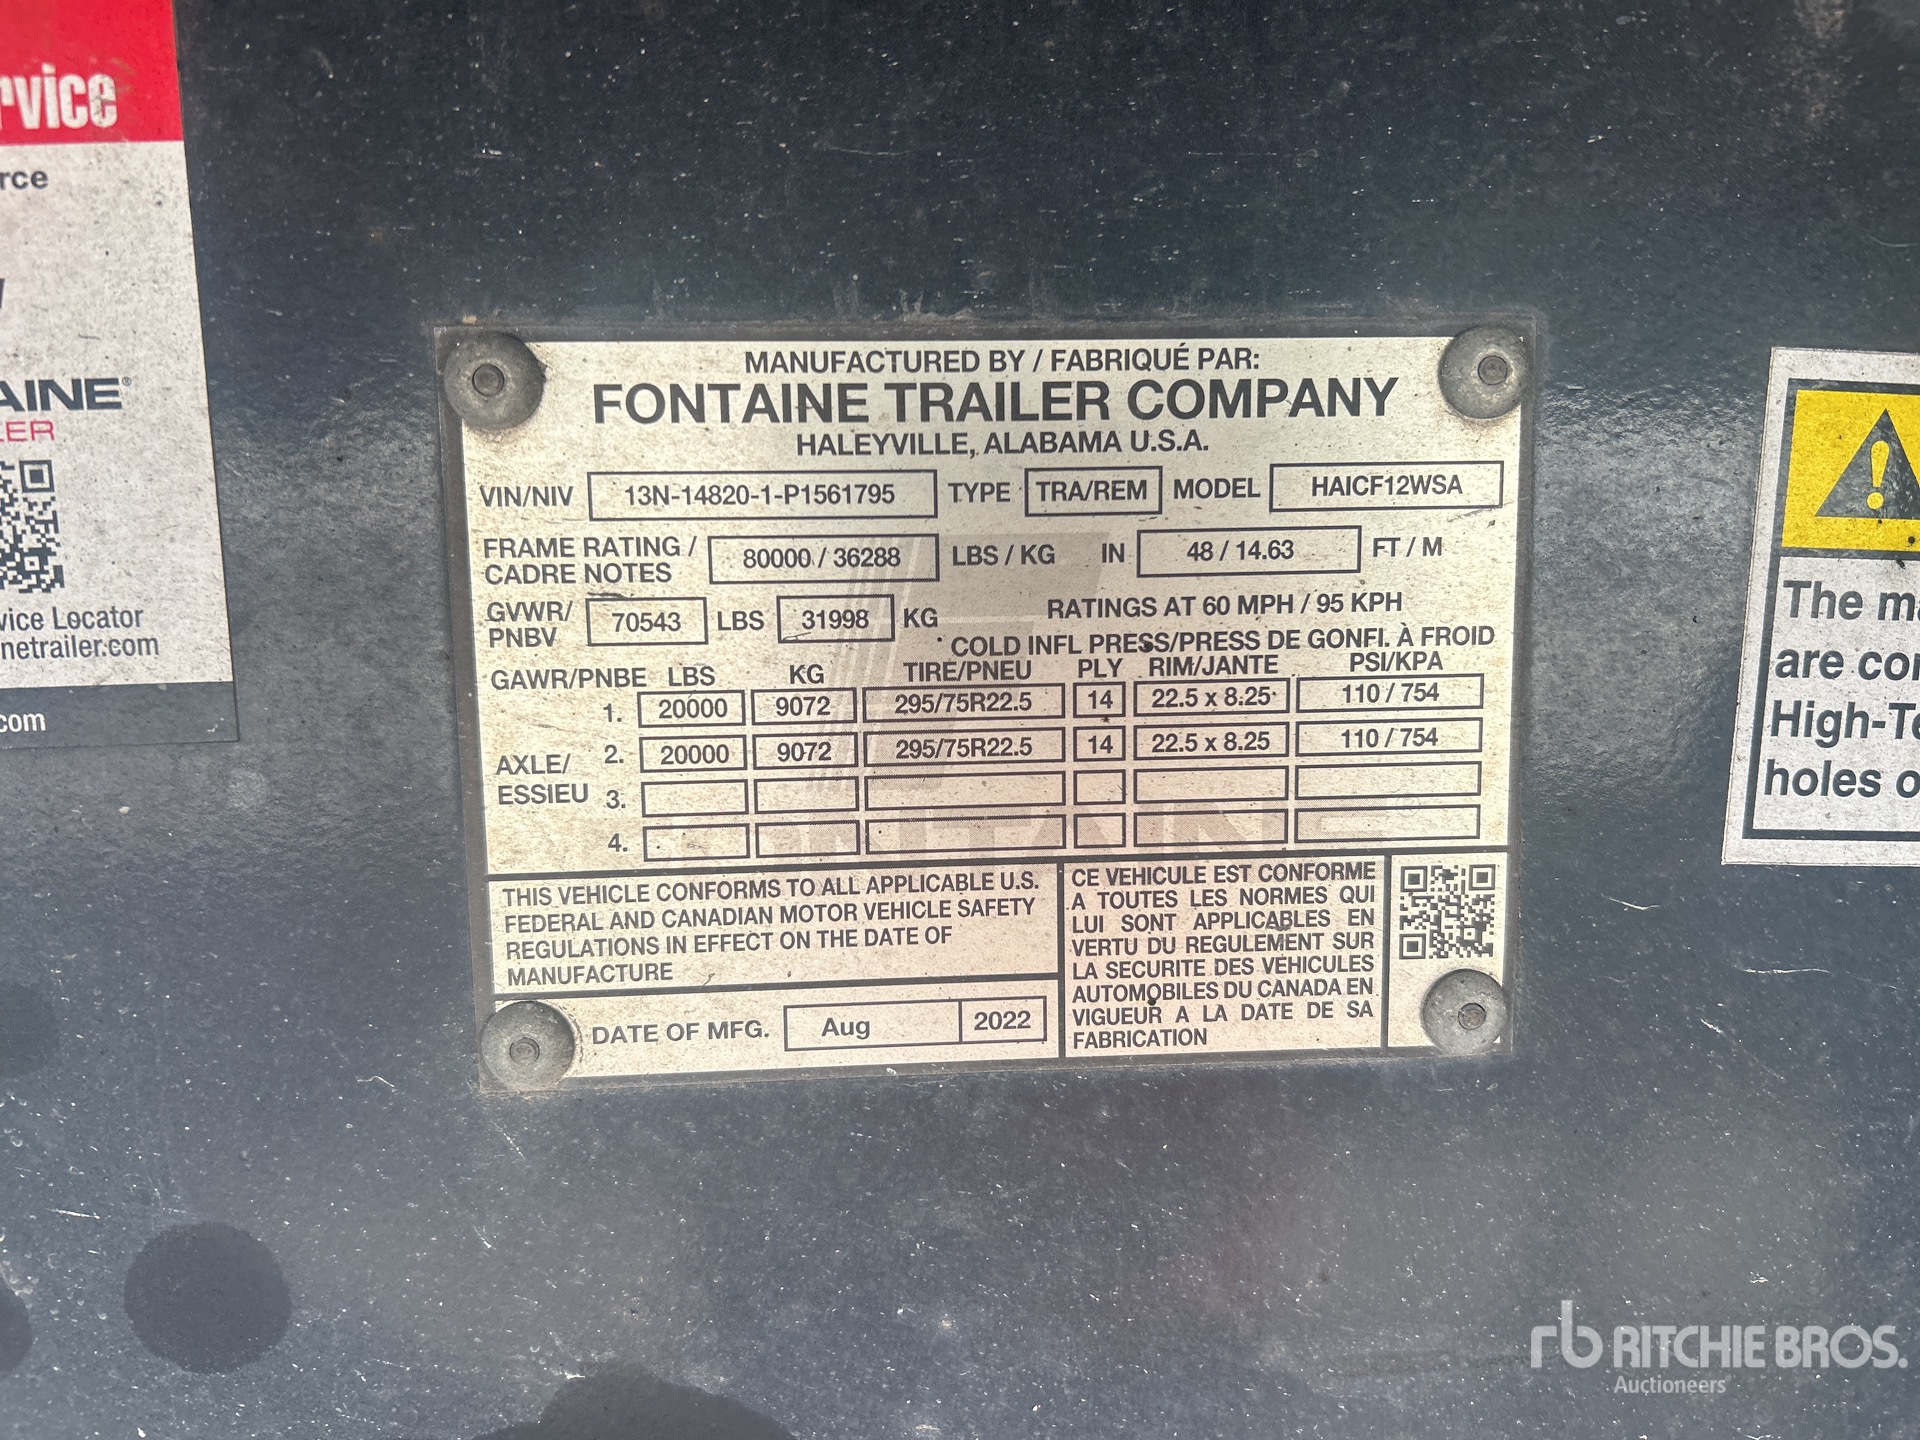 rvice
rce
AINE®
LER
vice Locator
netrailer.com
.com
MANUFACTURED BY / FABRIQUÉ PAR:
FONTAINE TRAILER COMPANY
HALEYVILLE, ALABAMA U.S.A.
VIN/NIV 13N-14820-1-P1561795 TYPE TRA/REM MODEL HAICF12WSA
FRAME RATING / CADRE NOTES 80000 / 36288 LBS / KG IN 48 / 14.63 FT / M
GVWR/ PNBV 70543 LBS 31998 KG RATINGS AT 60 MPH / 95 KPH
COLD INFL PRESS/PRESS DE GONFI. À FROID
GAWR/PNBE LBS KG TIRE/PNEU PLY RIM/JANTE PSI/KPA
1. 20000 9072 295/75R22.5 14 22.5 x 8.25 110 / 754
AXLE/ ESSIEU 2. 20000 9072 295/75R22.5 14 22.5 x 8.25 110 / 754
3.
4.
THIS VEHICLE CONFORMS TO ALL APPLICABLE U.S.
FEDERAL AND CANADIAN MOTOR VEHICLE SAFETY
REGULATIONS IN EFFECT ON THE DATE OF
MANUFACTURE
DATE OF MFG. Aug 2022
CE VEHICULE EST CONFORME
A TOUTES LES NORMES QUI
LUI SONT APPLICABLES EN
VERTU DU REGULEMENT SUR
LA SECURITE DES VEHICULES
AUTOMOBILES DU CANADA EN
VIGUEUR A LA DATE DE SA
FABRICATION
The ma
are cor
High-Te
holes o
rb RITCHIE BROS.
Auctioneers